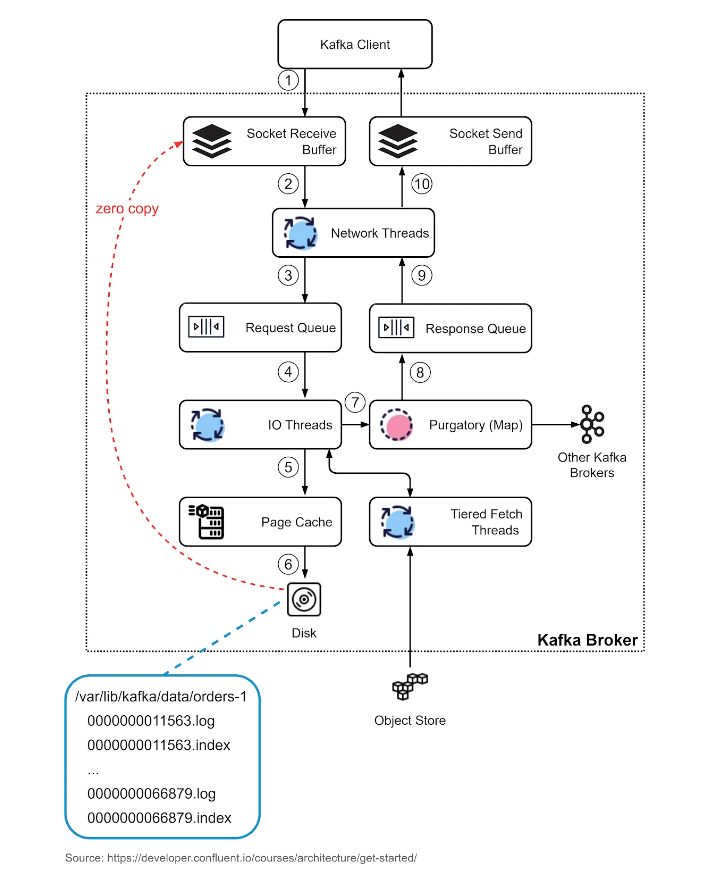 Kafka Client
1
Socket Receive
Buffer
Socket Send
Buffer
2
10
zero copy
Network Threads
3
9
Request Queue
Response Queue
4
8
7
IO Threads
Purgatory (Map)
Other Kafka
Brokers
5
Page Cache
Tiered Fetch
Threads
6
Disk
Kafka Broker
/var/lib/kafka/data/orders-1
0000000011563.log
0000000011563.index
...
0000000066879.log
0000000066879.index
Object Store
Source: https://developer.confluent.io/courses/architecture/get-started/